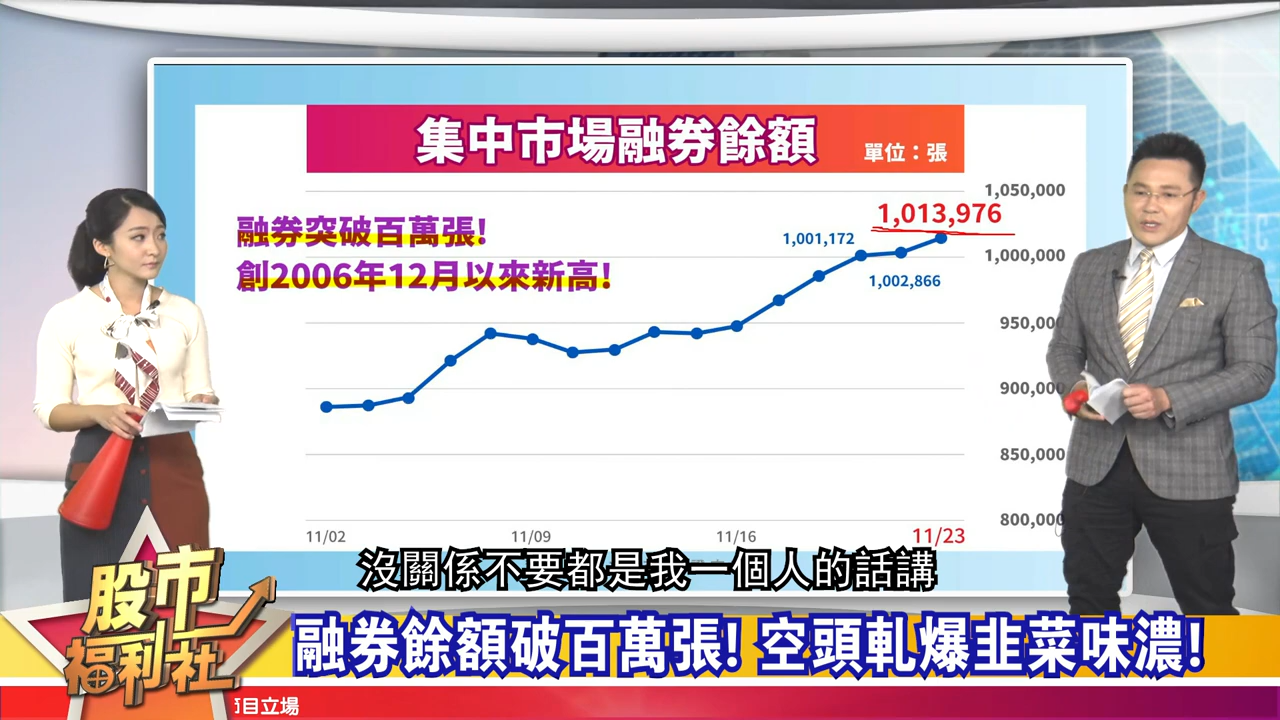 集中市場融券餘額
單位：張
融券突破百萬張!
創2006年12月以來新高!
1,050,000
1,013,976
1,001,172
1,000,000
1,002,866
950,000
900,000
850,000
800,000
11/02
11/09
11/16
11/23
沒關係不要都是我一個人的話講
股市
福利社
融券餘額破百萬張! 空頭軋爆韭菜味濃!
目立場